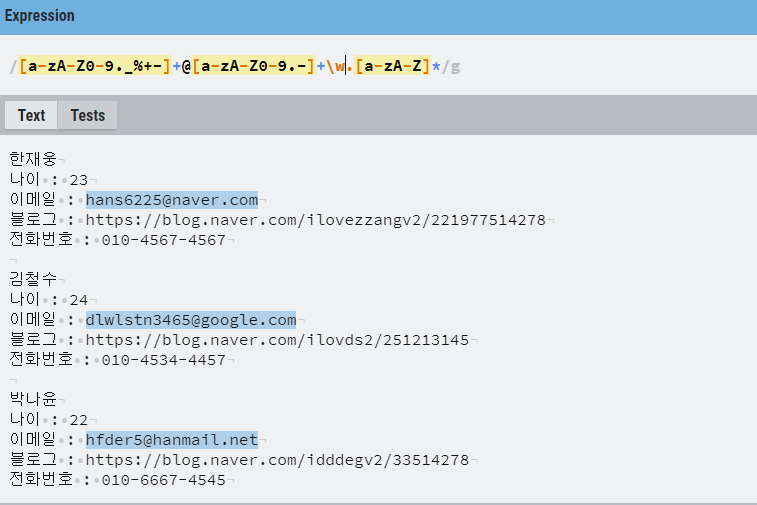 Expression
/[a-zA-Z0-9._%+-]+@[a-zA-Z0-9.-]+\w.[a-zA-Z]*/g
Text Tests
한재웅
나이 : 23
이메일 : hans6225@naver.com
블로그 : https://blog.naver.com/ilovezzangv2/221977514278
전화번호 : 010-4567-4567
김철수
나이 : 24
이메일 : dlwlstn3465@google.com
블로그 : https://blog.naver.com/ilovds2/251213145
전화번호 : 010-4534-4457
박나윤
나이 : 22
이메일 : hfder5@hanmail.net
블로그 : https://blog.naver.com/idddegv2/33514278
전화번호 : 010-6667-4545